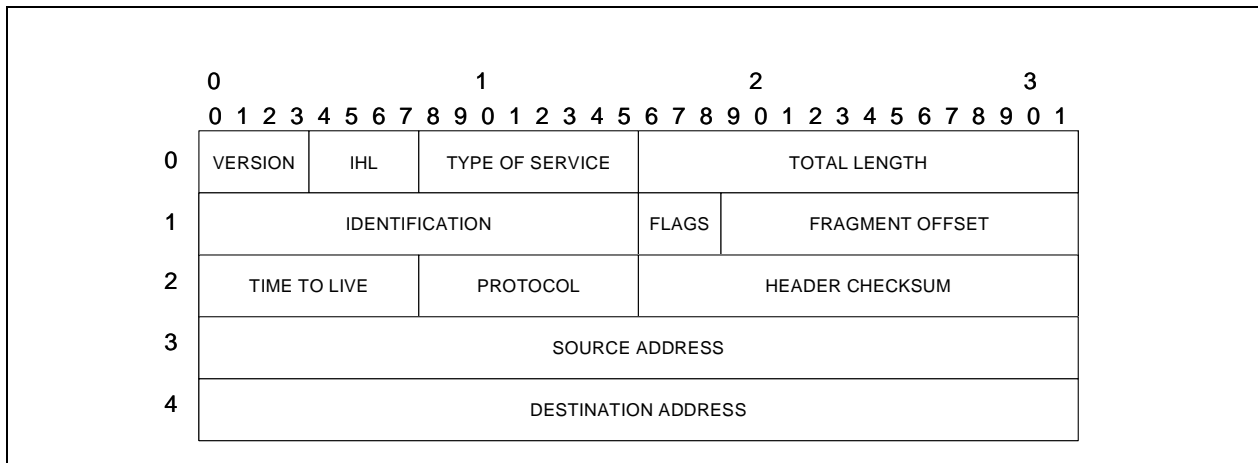 0 1 2 3
0 1 2 3 4 5 6 7 8 9 0 1 2 3 4 5 6 7 8 9 0 1 2 3 4 5 6 7 8 9 0 1
0 VERSION IHL TYPE OF SERVICE TOTAL LENGTH
1 IDENTIFICATION FLAGS FRAGMENT OFFSET
2 TIME TO LIVE PROTOCOL HEADER CHECKSUM
3 SOURCE ADDRESS
4 DESTINATION ADDRESS